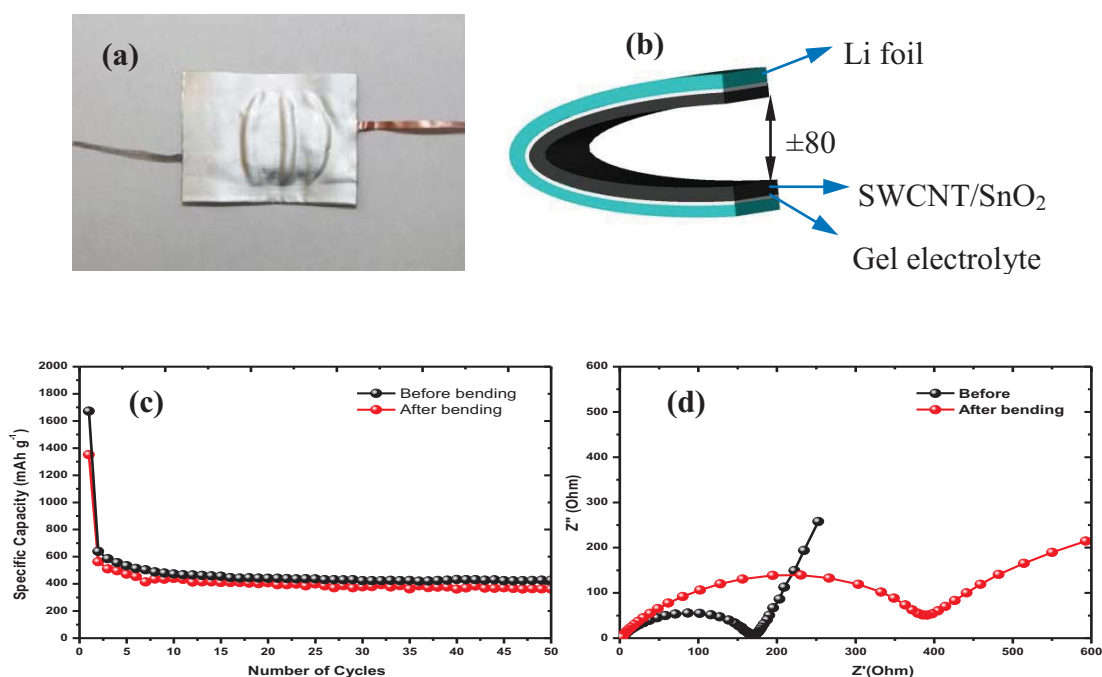 (a)
(b)
Li foil
±80
SWCNT/SnO₂
Gel electrolyte
(c)
Before bending
After bending
2000
1800
1600
1400
1200
1000
800
600
400
200
0
Specific Capacity (mAh g⁻¹)
0 5 10 15 20 25 30 35 40 45 50
Number of Cycles
(d)
Before
After bending
600
500
400
300
200
100
0
Z'' (Ohm)
0 100 200 300 400 500 600
Z'(Ohm)